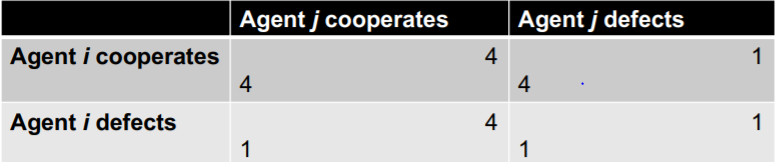 Agent j cooperates Agent j defects
Agent i cooperates 4 1
4 4
Agent i defects 4 1
1 1